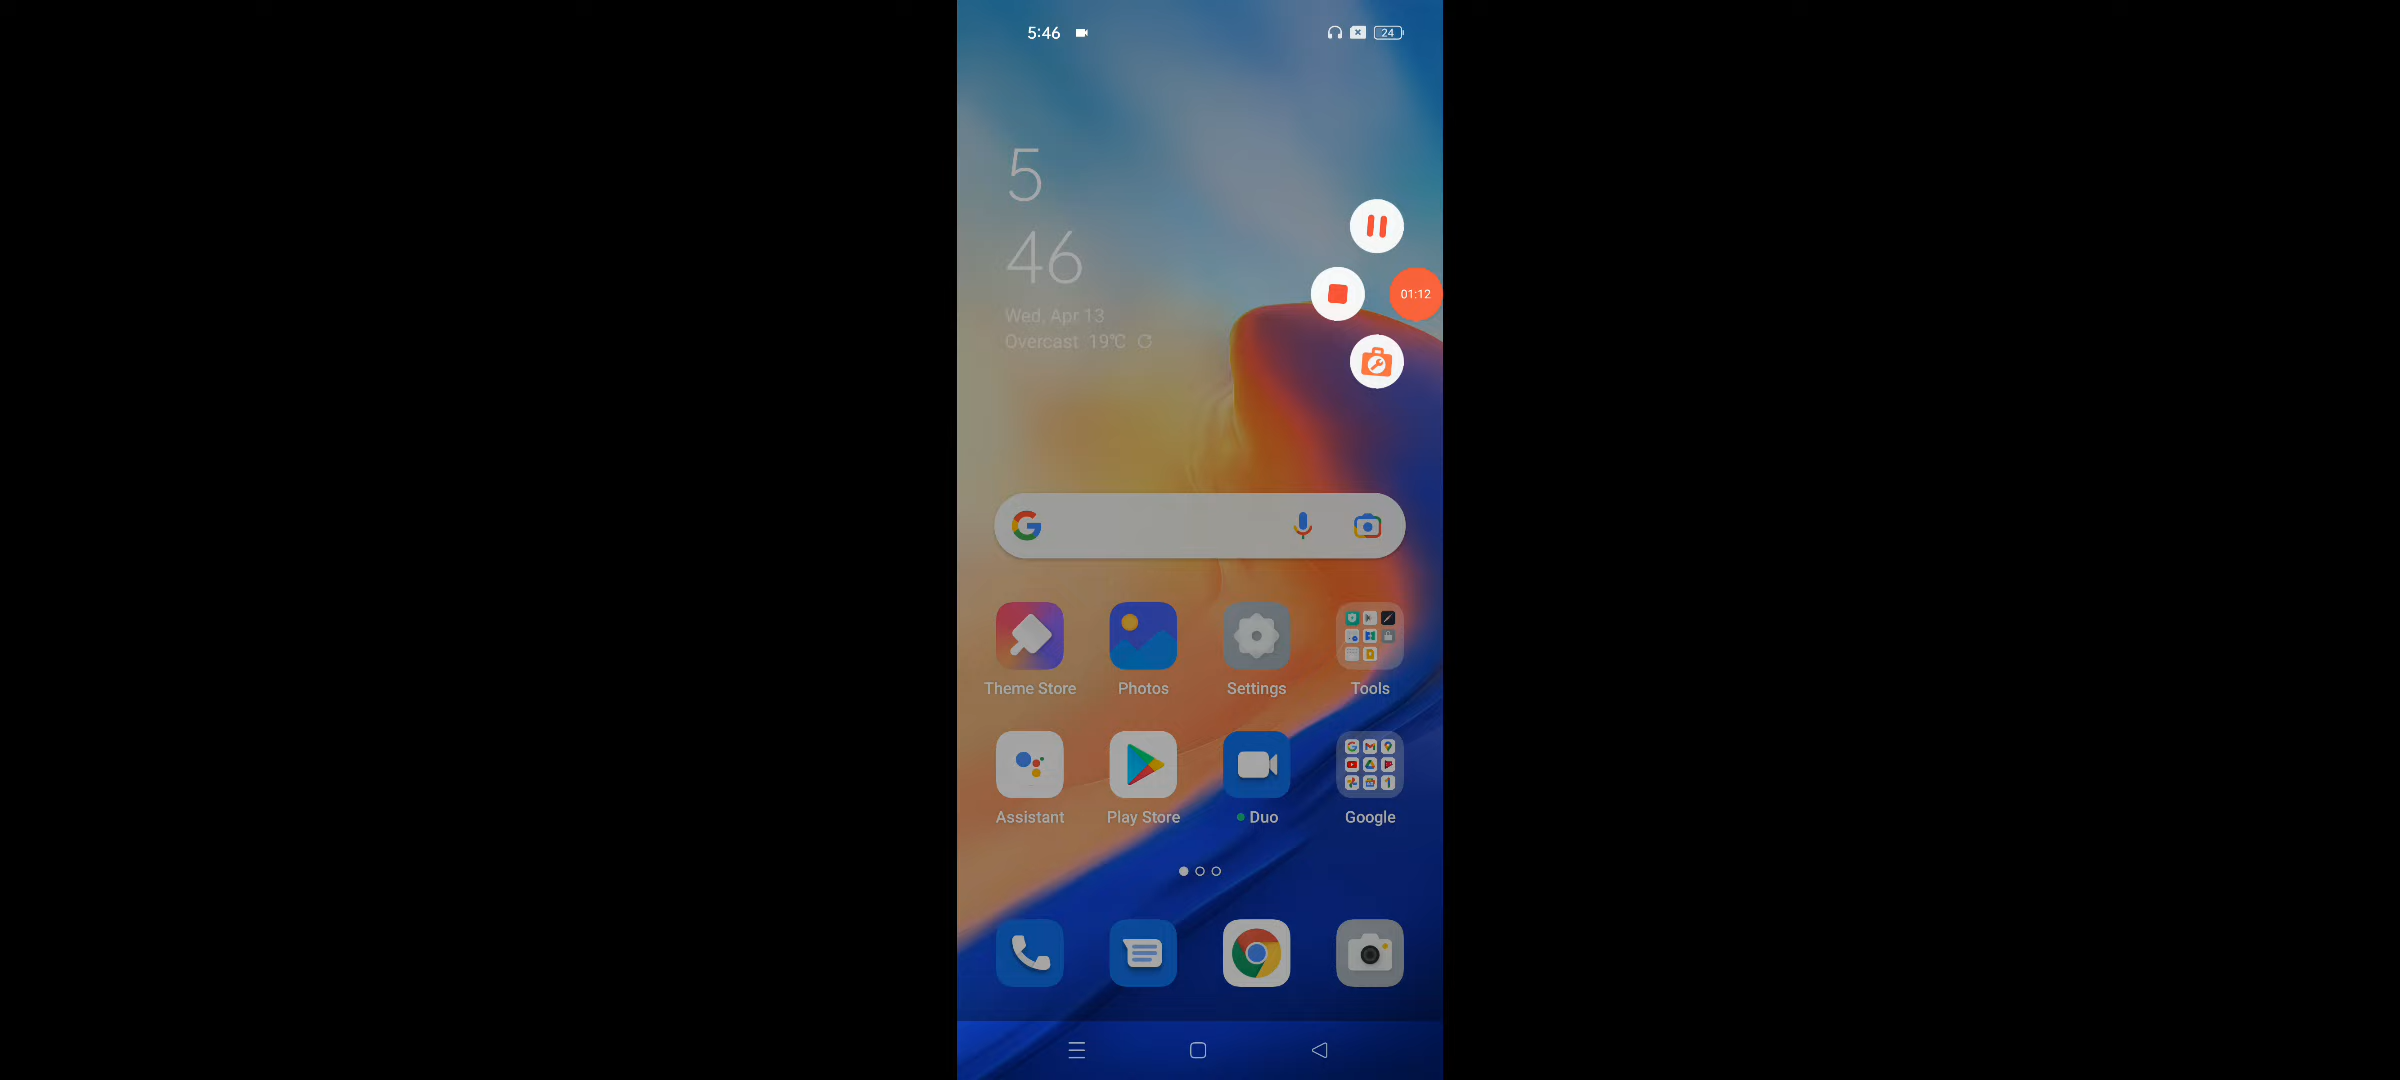 5:46
24
5
46
Wed, Apr 13
Overcast 19°C
01:12
Theme Store Photos Settings Tools
Assistant Play Store Duo Google